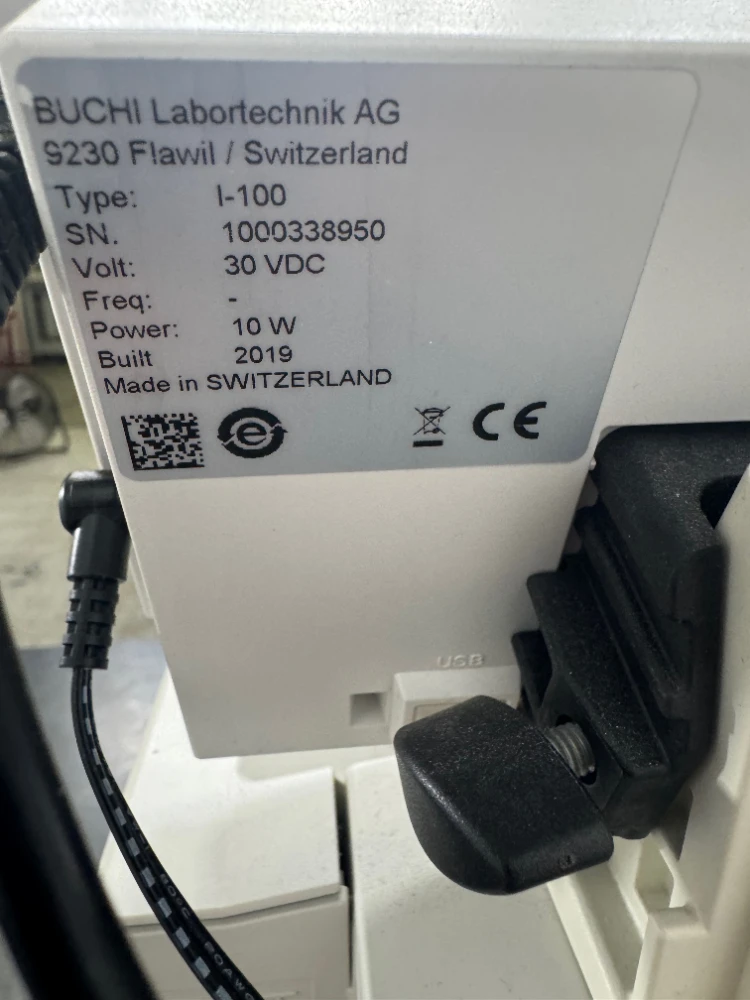 BUCHI Labortechnik AG
9230 Flawil / Switzerland
Type: I-100
SN. 1000338950
Volt: 30 VDC
Freq: -
Power: 10 W
Built 2019
Made in SWITZERLAND
e
CE
USB